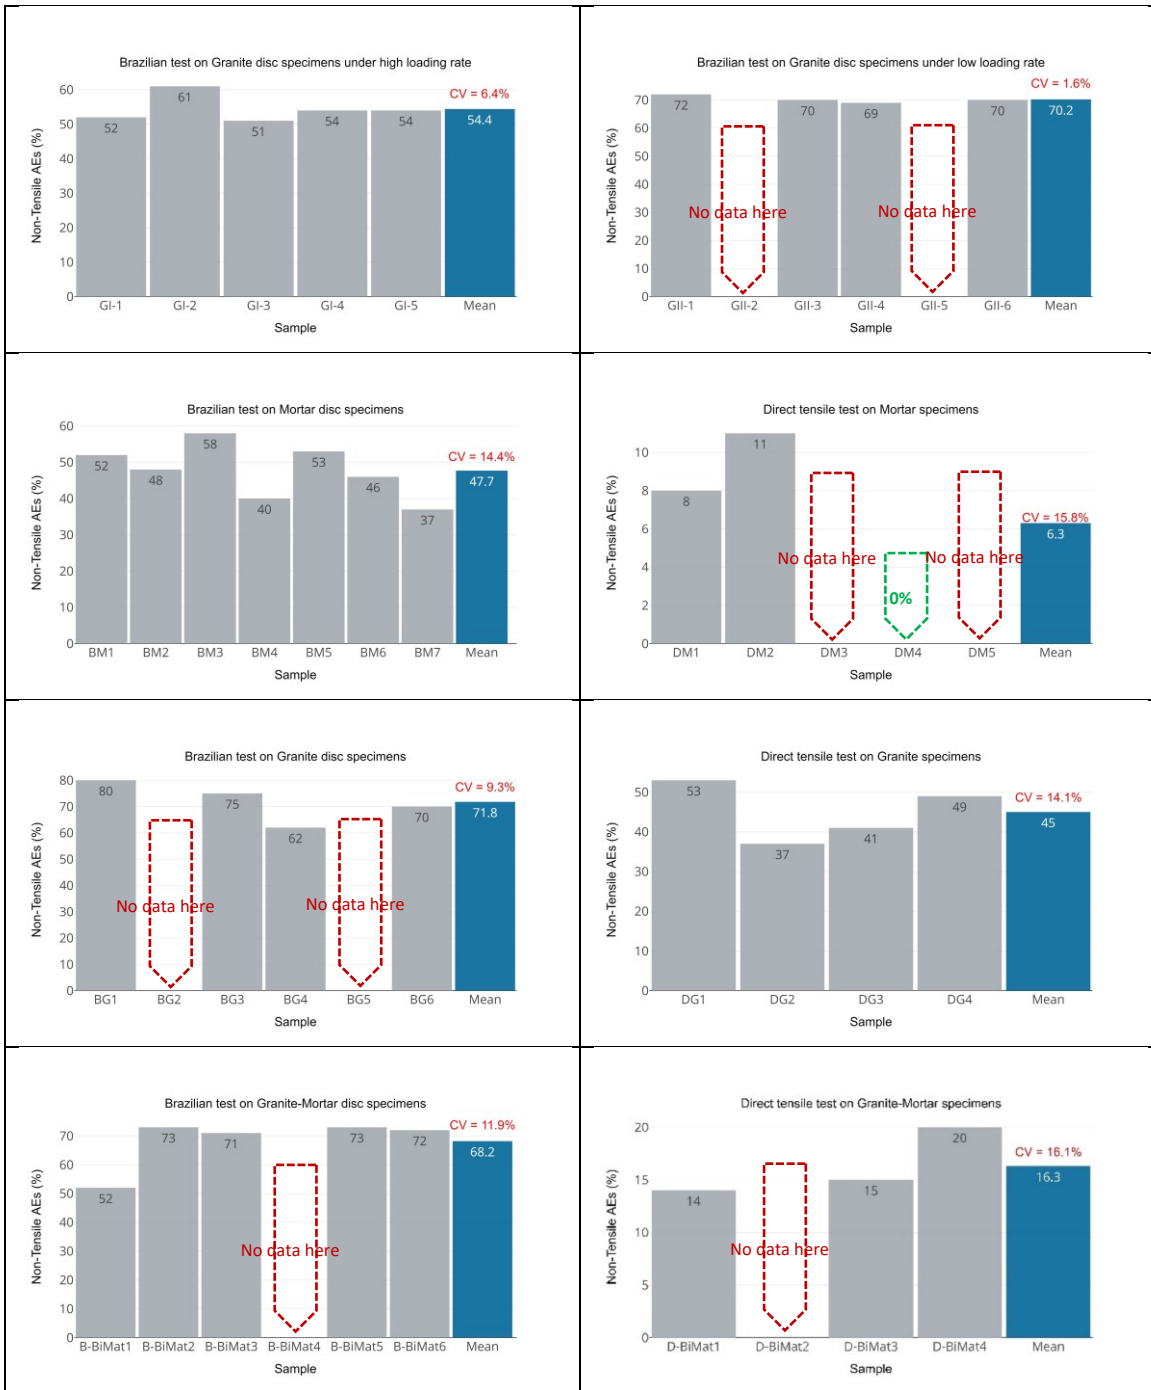 Brazilian test on Granite disc specimens under high loading rate
CV = 6.4%
Non-Tensile AEs (%)
60
50
40
30
20
10
0
52
61
51
54
54
54.4
GI-1
GI-2
GI-3
GI-4
GI-5
Mean
Sample
Brazilian test on Granite disc specimens under low loading rate
CV = 1.6%
Non-Tensile AEs (%)
70
60
50
40
30
20
10
0
72
No data here
70
69
No data here
70
70.2
GII-1
GII-2
GII-3
GII-4
GII-5
GII-6
Mean
Sample
Brazilian test on Mortar disc specimens
CV = 14.4%
Non-Tensile AEs (%)
60
50
40
30
20
10
0
52
48
58
40
53
46
37
47.7
BM1
BM2
BM3
BM4
BM5
BM6
BM7
Mean
Sample
Direct tensile test on Mortar specimens
CV = 15.8%
Non-Tensile AEs (%)
10
8
6
4
2
0
8
11
No data here
0%
No data here
6.3
DM1
DM2
DM3
DM4
DM5
Mean
Sample
Brazilian test on Granite disc specimens
CV = 9.3%
Non-Tensile AEs (%)
80
70
60
50
40
30
20
10
0
80
No data here
75
62
No data here
70
71.8
BG1
BG2
BG3
BG4
BG5
BG6
Mean
Sample
Direct tensile test on Granite specimens
CV = 14.1%
Non-Tensile AEs (%)
50
40
30
20
10
0
53
37
41
49
45
DG1
DG2
DG3
DG4
Mean
Sample
Brazilian test on Granite-Mortar disc specimens
CV = 11.9%
Non-Tensile AEs (%)
70
60
50
40
30
20
10
0
52
73
71
No data here
73
72
68.2
B-BiMat1
B-BiMat2
B-BiMat3
B-BiMat4
B-BiMat5
B-BiMat6
Mean
Sample
Direct tensile test on Granite-Mortar specimens
CV = 16.1%
Non-Tensile AEs (%)
20
15
10
5
0
14
No data here
15
20
16.3
D-BiMat1
D-BiMat2
D-BiMat3
D-BiMat4
Mean
Sample